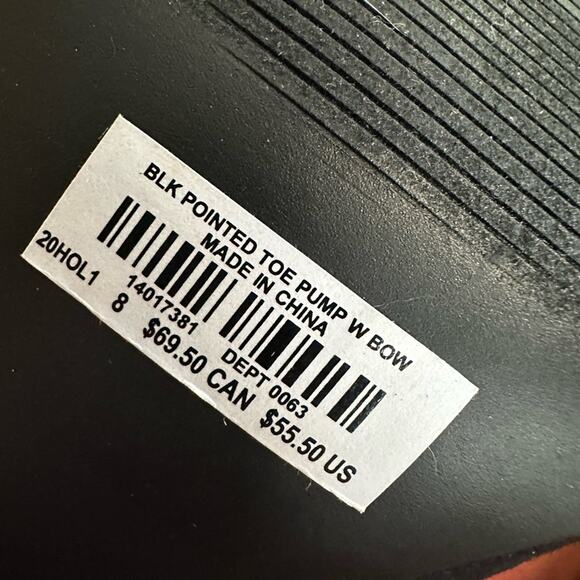 BLK POINTED TOE PUMP W BOW
MADE IN CHINA
14017381 DEPT 0063
20HOL1 8 $69.50 CAN $55.50 US